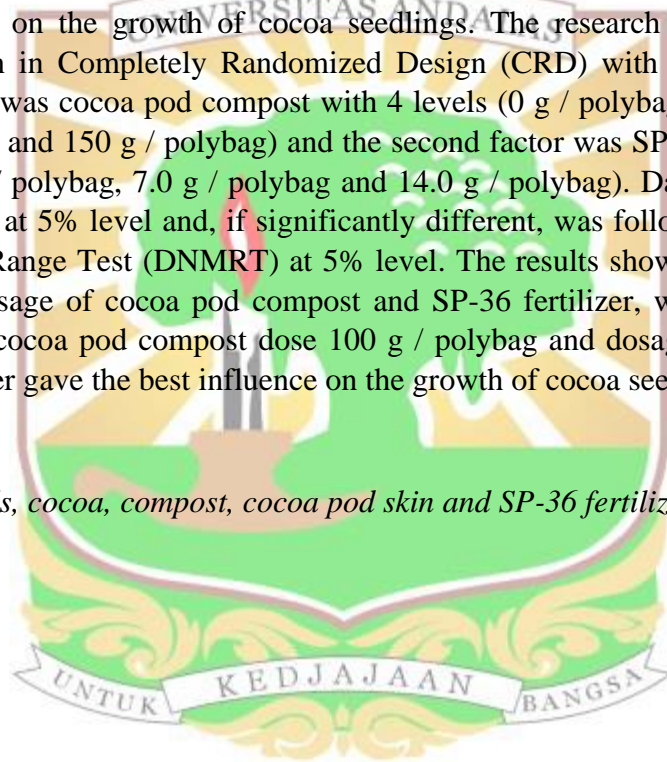 on the growth of cocoa seedlings. The research
UNIVERSITAS ANDALAS
n in Completely Randomized Design (CRD) with
was cocoa pod compost with 4 levels (0 g / polybag
and 150 g / polybag) and the second factor was SP
/ polybag, 7.0 g / polybag and 14.0 g / polybag). Da
at 5% level and, if significantly different, was follo
Range Test (DNMRT) at 5% level. The results show
sage of cocoa pod compost and SP-36 fertilizer, w
cocoa pod compost dose 100 g / polybag and dosag
er gave the best influence on the growth of cocoa see
s, cocoa, compost, cocoa pod skin and SP-36 fertiliz
UNTUK KEDJAJAAN BANGSA